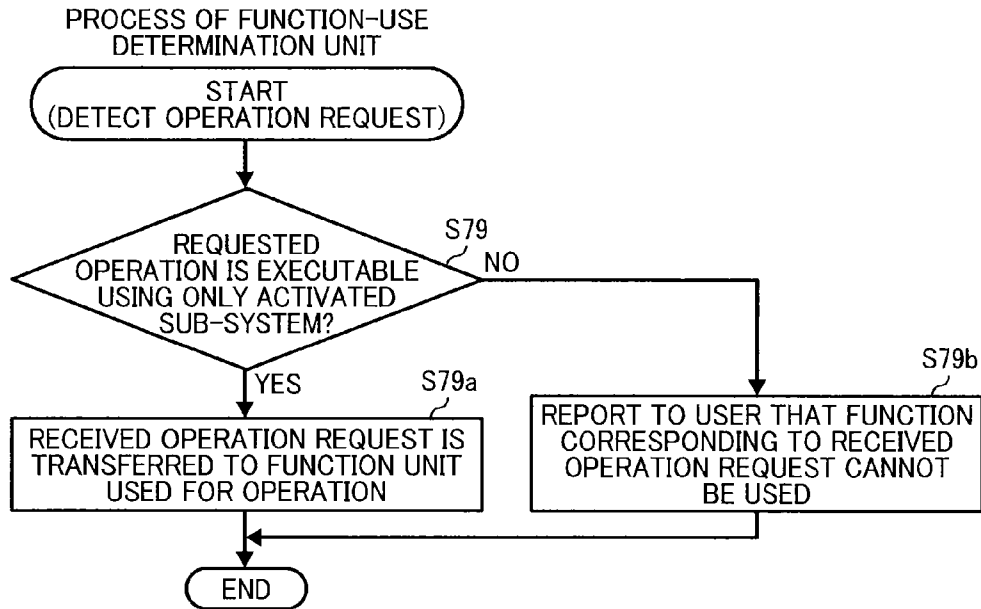 PROCESS OF FUNCTION-USE
DETERMINATION UNIT
START
(DETECT OPERATION REQUEST)
S79
REQUESTED
OPERATION IS EXECUTABLE
USING ONLY ACTIVATED
SUB-SYSTEM?
NO
YES
S79a
RECEIVED OPERATION REQUEST IS
TRANSFERRED TO FUNCTION UNIT
USED FOR OPERATION
S79b
REPORT TO USER THAT FUNCTION
CORRESPONDING TO RECEIVED
OPERATION REQUEST CANNOT
BE USED
END